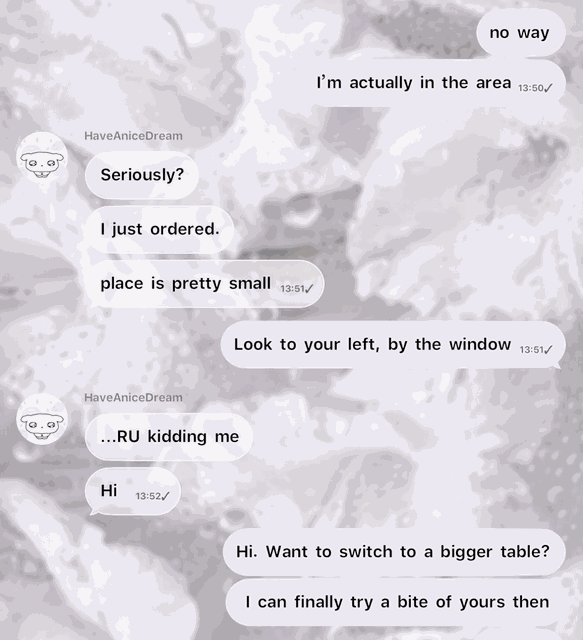 no way
I'm actually in the area 13:50✓
HaveAniceDream
Seriously?
I just ordered.
place is pretty small 13:51✓
Look to your left, by the window 13:51✓
HaveAniceDream
...RU kidding me
Hi 13:52✓
Hi. Want to switch to a bigger table?
I can finally try a bite of yours then